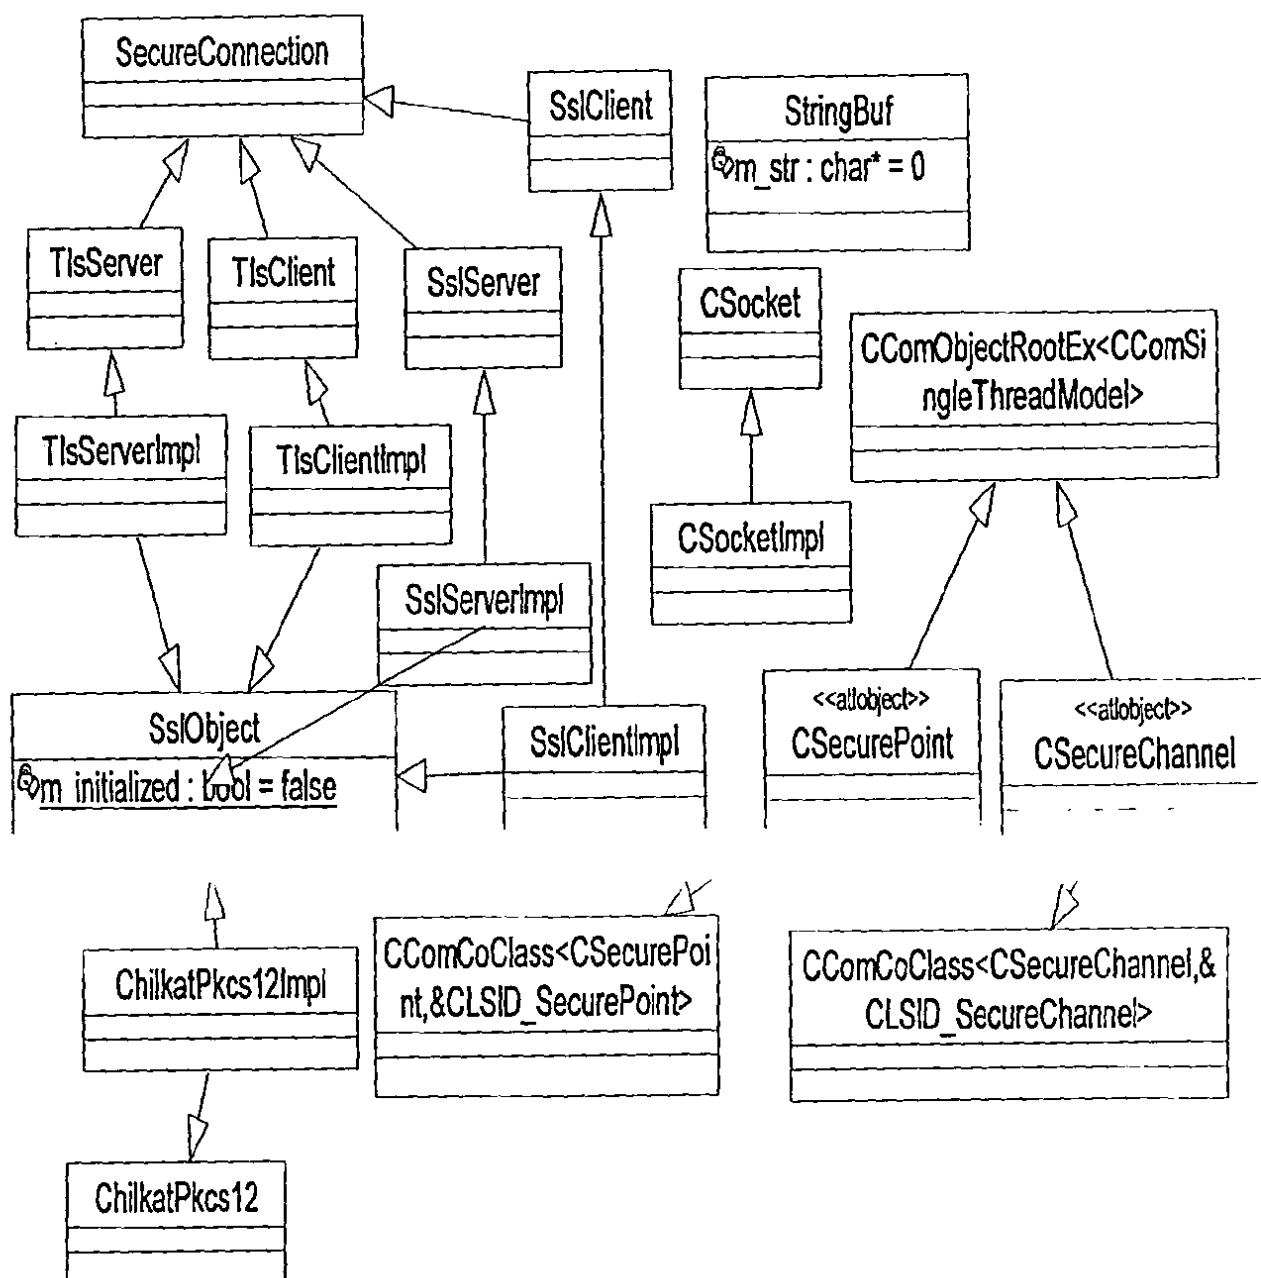 SecureConnection
SslClient
StringBuf
m_str : char* = 0
TlsServer
TlsClient
SslServer
CSocket
CComObjectRootEx<CComSi
ngleThreadModel>
TlsServerImpl
TlsClientImpl
CSocketImpl
SslServerImpl
<<atlobject>>
CSecurePoint
<<atlobject>>
CSecureChannel
SslObject
m_initialized : bool = false
SslClientImpl
ChilkatPkcs12Impl
CComCoClass<CSecurePoi
nt,&CLSID_SecurePoint>
CComCoClass<CSecureChannel,&
CLSID_SecureChannel>
ChilkatPkcs12